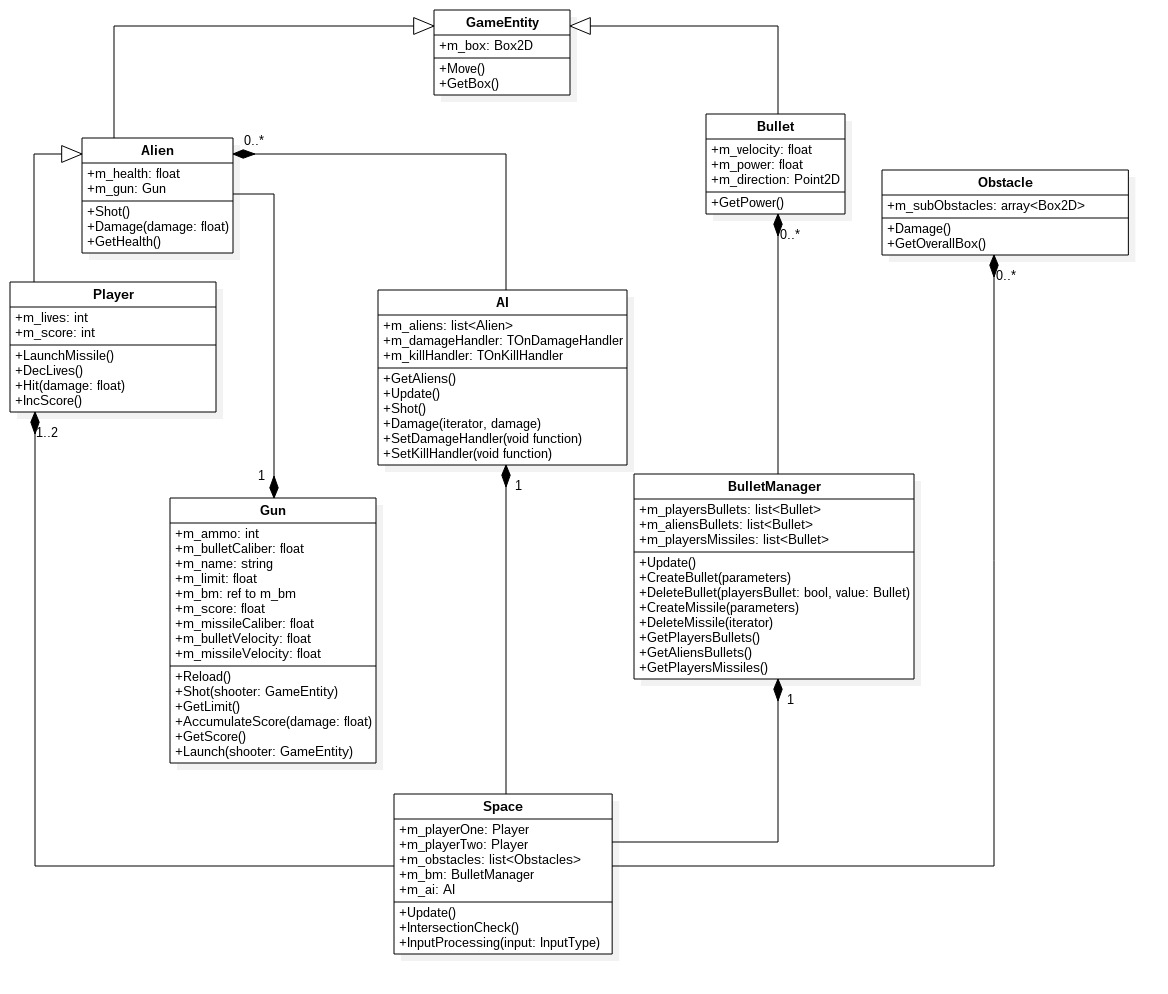 GameEntity
+m_box: Box2D
+Move()
+GetBox()
Alien
+m_health: float
+m_gun: Gun
+Shot()
+Damage(damage: float)
+GetHealth()
0..*
Bullet
+m_velocity: float
+m_power: float
+m_direction: Point2D
+GetPower()
0..*
Obstacle
+m_subObstacles: array<Box2D>
+Damage()
+GetOverallBox()
0..*
Player
+m_lives: int
+m_score: int
+LaunchMissile()
+DecLives()
+Hit(damage: float)
+IncScore()
1..2
AI
+m_aliens: list<Alien>
+m_damageHandler: TOnDamageHandler
+m_killHandler: TOnKillHandler
+GetAliens()
+Update()
+Shot()
+Damage(iterator, damage)
+SetDamageHandler(void function)
+SetKillHandler(void function)
1
1
Gun
+m_ammo: int
+m_bulletCaliber: float
+m_name: string
+m_limit: float
+m_bm: ref to m_bm
+m_score: float
+m_missileCaliber: float
+m_bulletVelocity: float
+m_missileVelocity: float
+Reload()
+Shot(shooter: GameEntity)
+GetLimit()
+AccumulateScore(damage: float)
+GetScore()
+Launch(shooter: GameEntity)
BulletManager
+m_playersBullets: list<Bullet>
+m_aliensBullets: list<Bullet>
+m_playersMissiles: list<Bullet>
+Update()
+CreateBullet(parameters)
+DeleteBullet(playersBullet: bool, value: Bullet)
+CreateMissile(parameters)
+DeleteMissile(iterator)
+GetPlayersBullets()
+GetAliensBullets()
+GetPlayersMissiles()
1
Space
+m_playerOne: Player
+m_playerTwo: Player
+m_obstacles: list<Obstacles>
+m_bm: BulletManager
+m_ai: AI
+Update()
+IntersectionCheck()
+InputProcessing(input: InputType)